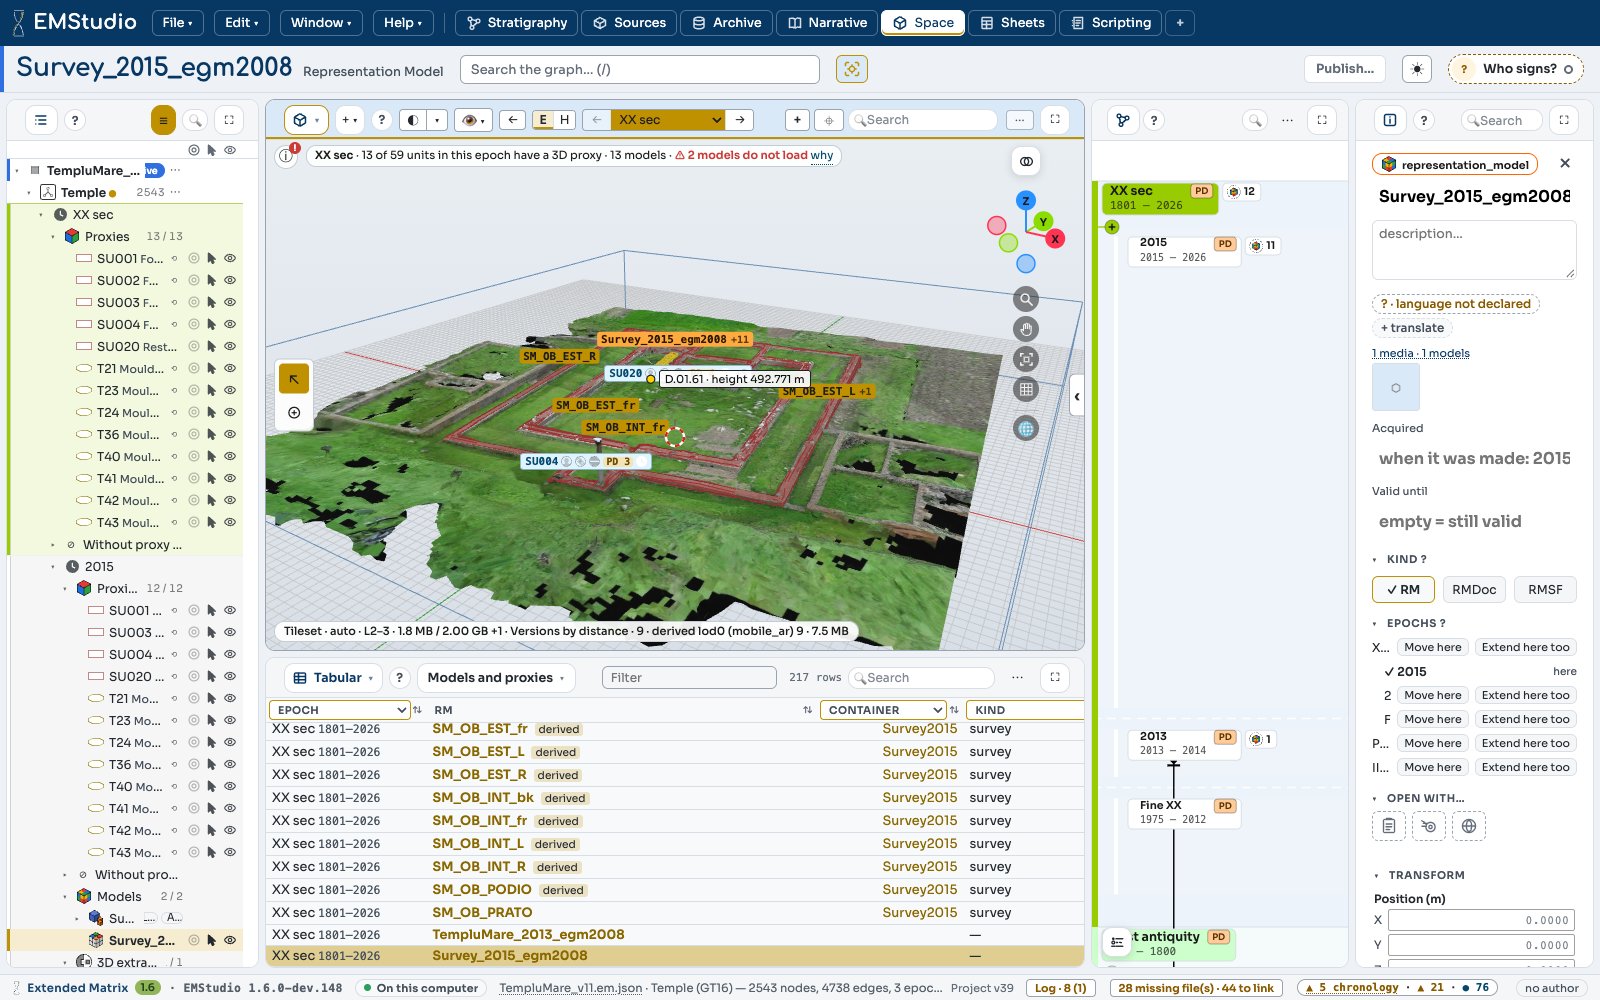 EMStudio File Edit Window Help Stratigraphy Sources Archive Narrative Space Sheets Scripting +
Survey_2015_egm2008 Representation Model Search the graph... (/) Publish... ? Who signs?
?
TempluMare_... ive ...
Temple 2543 ...
XX sec
Proxies 13 / 13
SU001 Fo...
SU002 F...
SU003 F...
SU004 F...
SU020 Rest...
T21 Mould...
T23 Moul...
T24 Moul...
T36 Moul...
T40 Moul...
T41 Mould...
T42 Moul...
T43 Moul...
Without proxy ...
2015
Proxi... 12 / 12
SU001 ...
SU003 ...
SU004 ...
SU020 ...
T21 Mo...
T23 Mo...
T24 Mo...
T36 Mo...
T40 Mo...
T41 Mo...
T42 Mo...
T43 Mo...
Without pro...
Models 2 / 2
Su... ... A...
Survey_2...
3D extra... / 1
+ ? E H XX sec + Search ...
XX sec · 13 of 59 units in this epoch have a 3D proxy · 13 models · ⚠ 2 models do not load why
Z
Y
X
Survey_2015_egm2008 +11
SM_OB_EST_R
SU020
D.01.61 · height 492.771 m
SM_OB_EST_L +1
SM_OB_EST_fr
SM_OB_INT_fr
SU004 PD 3
Tileset · auto · L2–3 · 1.8 MB / 2.00 GB +1 · Versions by distance · 9 · derived lod0 (mobile_ar) 9 · 7.5 MB
Tabular ? Models and proxies Filter 217 rows Search ...
EPOCH RM CONTAINER KIND
XX sec 1801–2026 SM_OB_EST_fr derived Survey2015 survey
XX sec 1801–2026 SM_OB_EST_L derived Survey2015 survey
XX sec 1801–2026 SM_OB_EST_R derived Survey2015 survey
XX sec 1801–2026 SM_OB_INT_bk derived Survey2015 survey
XX sec 1801–2026 SM_OB_INT_fr derived Survey2015 survey
XX sec 1801–2026 SM_OB_INT_L derived Survey2015 survey
XX sec 1801–2026 SM_OB_INT_R derived Survey2015 survey
XX sec 1801–2026 SM_OB_PODIO derived Survey2015 survey
XX sec 1801–2026 SM_OB_PRATO Survey2015 survey
XX sec 1801–2026 TempluMare_2013_egm2008 —
XX sec 1801–2026 Survey_2015_egm2008 —
? ...
XX sec PD 12
1801 – 2026
2015 PD 11
2015 – 2026
2013 PD 1
2013 – 2014
Fine XX PD
1975 – 2012
t antiquity PD
– 1800
? Search
representation_model ×
Survey_2015_egm2008
description...
? · language not declared
+ translate
1 media · 1 models
Acquired
when it was made: 2015
Valid until
empty = still valid
KIND ?
✓ RM RMDoc RMSF
EPOCHS ?
X... Move here Extend here too
✓ 2015 here
2 Move here Extend here too
F Move here Extend here too
P... Move here Extend here too
II... Move here Extend here too
OPEN WITH...
TRANSFORM
Position (m)
X 0.0000
Y 0.0000
Extended Matrix 1.6 · EMStudio 1.6.0-dev.148 On this computer TempluMare_v11.em.json · Temple (GT16) — 2543 nodes, 4738 edges, 3 epoc... Project v39 Log · 8 (1) 28 missing file(s) · 44 to link ▲ 5 chronology · ▲ 21 · ● 76 no author